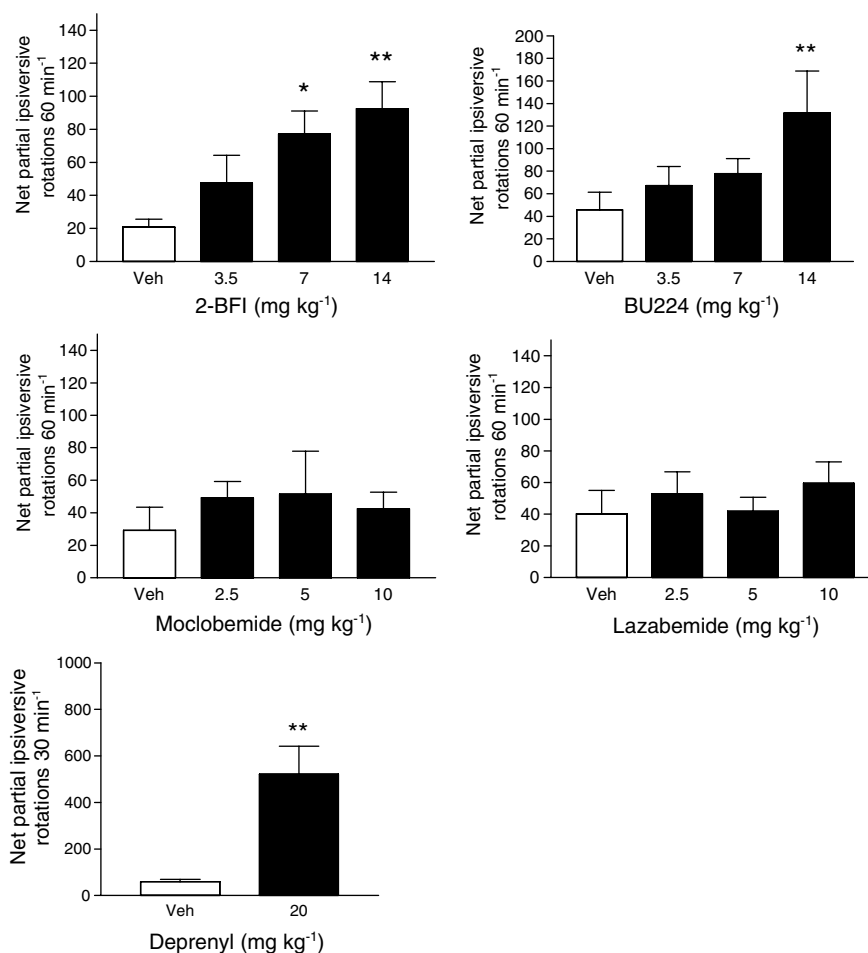 Net partial ipsiversive
rotations 60 min⁻¹
140
120
100
80
60
40
20
0
*
**
Veh 3.5 7 14
2-BFI (mg kg⁻¹)
Net partial ipsiversive
rotations 60 min⁻¹
200
180
160
140
120
100
80
60
40
20
0
**
Veh 3.5 7 14
BU224 (mg kg⁻¹)
Net partial ipsiversive
rotations 60 min⁻¹
140
120
100
80
60
40
20
0
Veh 2.5 5 10
Moclobemide (mg kg⁻¹)
Net partial ipsiversive
rotations 60 min⁻¹
140
120
100
80
60
40
20
0
Veh 2.5 5 10
Lazabemide (mg kg⁻¹)
Net partial ipsiversive
rotations 30 min⁻¹
1000
800
600
400
200
0
**
Veh 20
Deprenyl (mg kg⁻¹)